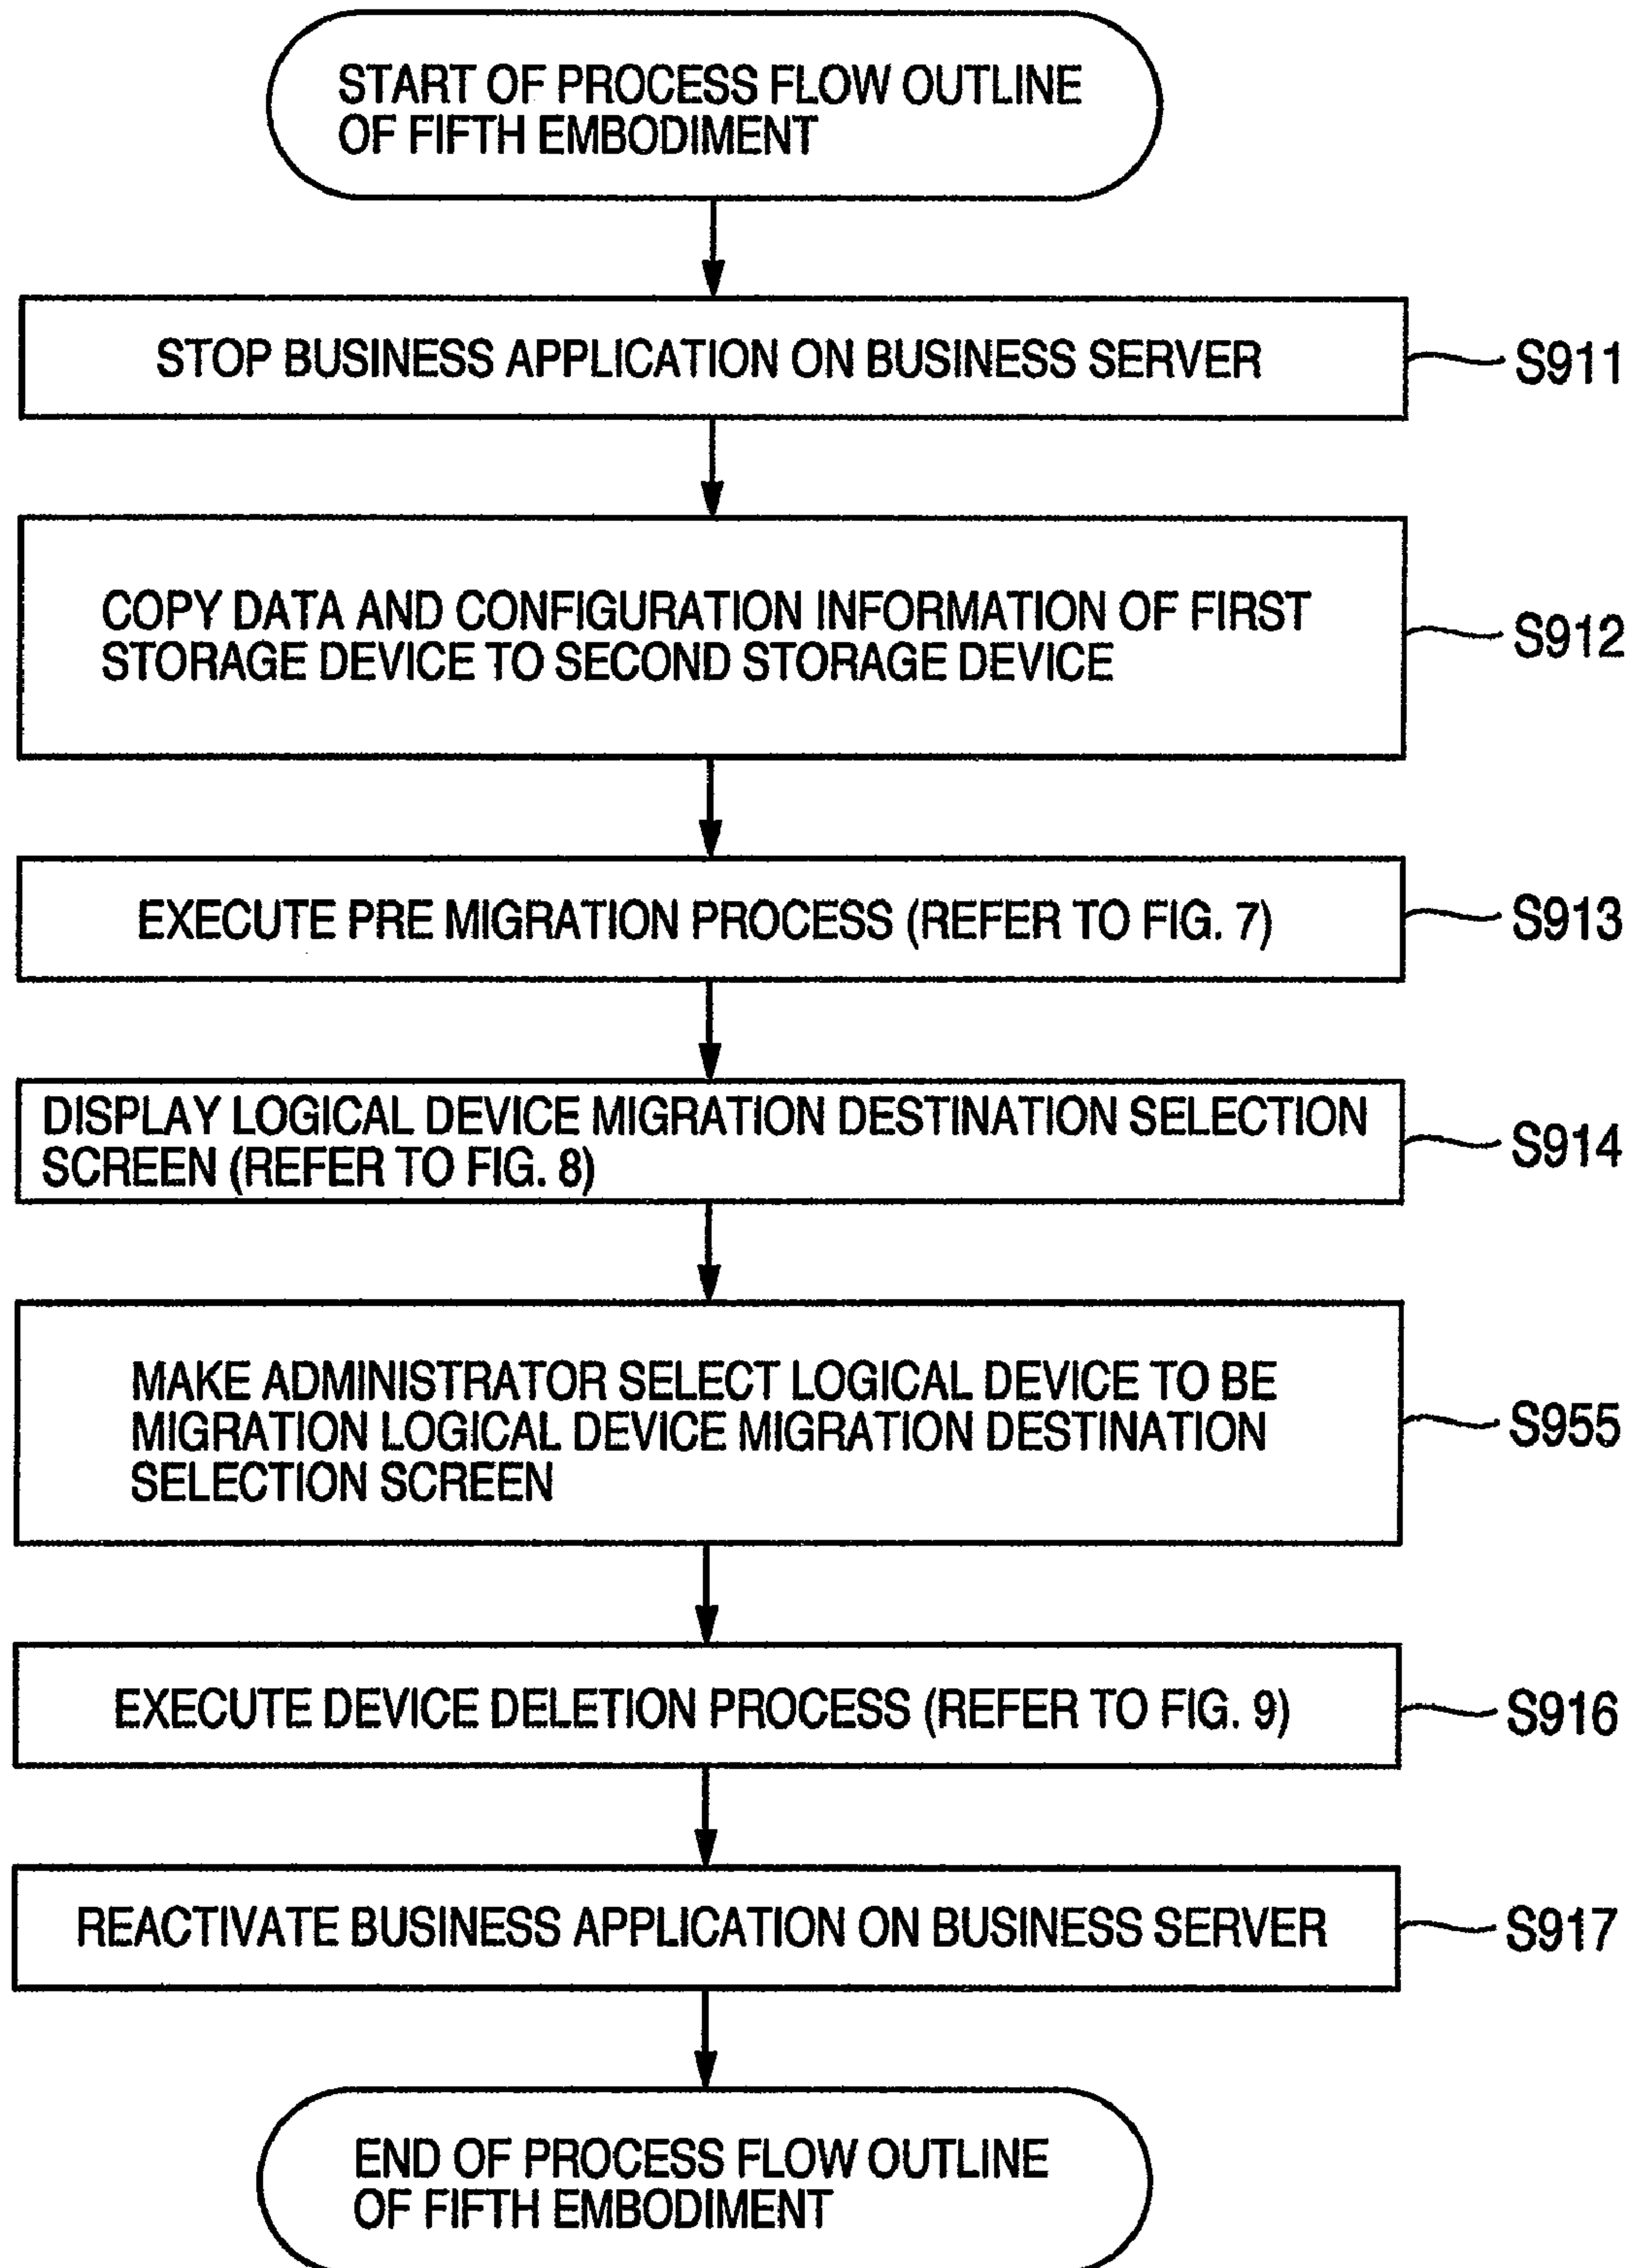 START OF PROCESS FLOW OUTLINE
OF FIFTH EMBODIMENT
STOP BUSINESS APPLICATION ON BUSINESS SERVER
S911
COPY DATA AND CONFIGURATION INFORMATION OF FIRST
STORAGE DEVICE TO SECOND STORAGE DEVICE
S912
EXECUTE PRE MIGRATION PROCESS (REFER TO FIG. 7)
S913
DISPLAY LOGICAL DEVICE MIGRATION DESTINATION SELECTION
SCREEN (REFER TO FIG. 8)
S914
MAKE ADMINISTRATOR SELECT LOGICAL DEVICE TO BE
MIGRATION LOGICAL DEVICE MIGRATION DESTINATION
SELECTION SCREEN
S955
EXECUTE DEVICE DELETION PROCESS (REFER TO FIG. 9)
S916
REACTIVATE BUSINESS APPLICATION ON BUSINESS SERVER
S917
END OF PROCESS FLOW OUTLINE
OF FIFTH EMBODIMENT